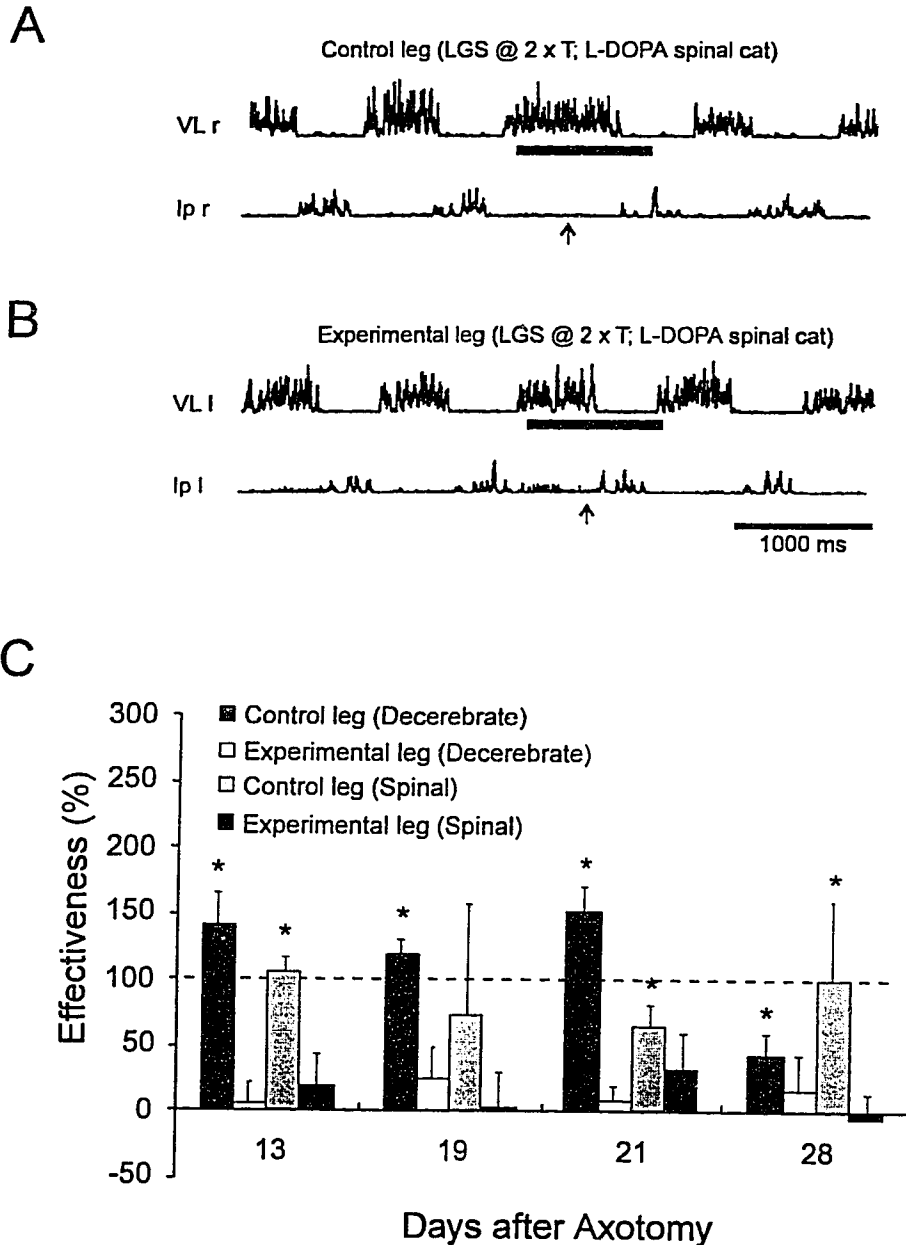 A
Control leg (LGS @ 2 x T; L-DOPA spinal cat)
VL r
Ip r
B
Experimental leg (LGS @ 2 x T; L-DOPA spinal cat)
VL l
Ip l
1000 ms
C
Effectiveness (%)
300
250
200
150
100
50
0
-50
Control leg (Decerebrate)
Experimental leg (Decerebrate)
Control leg (Spinal)
Experimental leg (Spinal)
* * * * * * *
13 19 21 28
Days after Axotomy